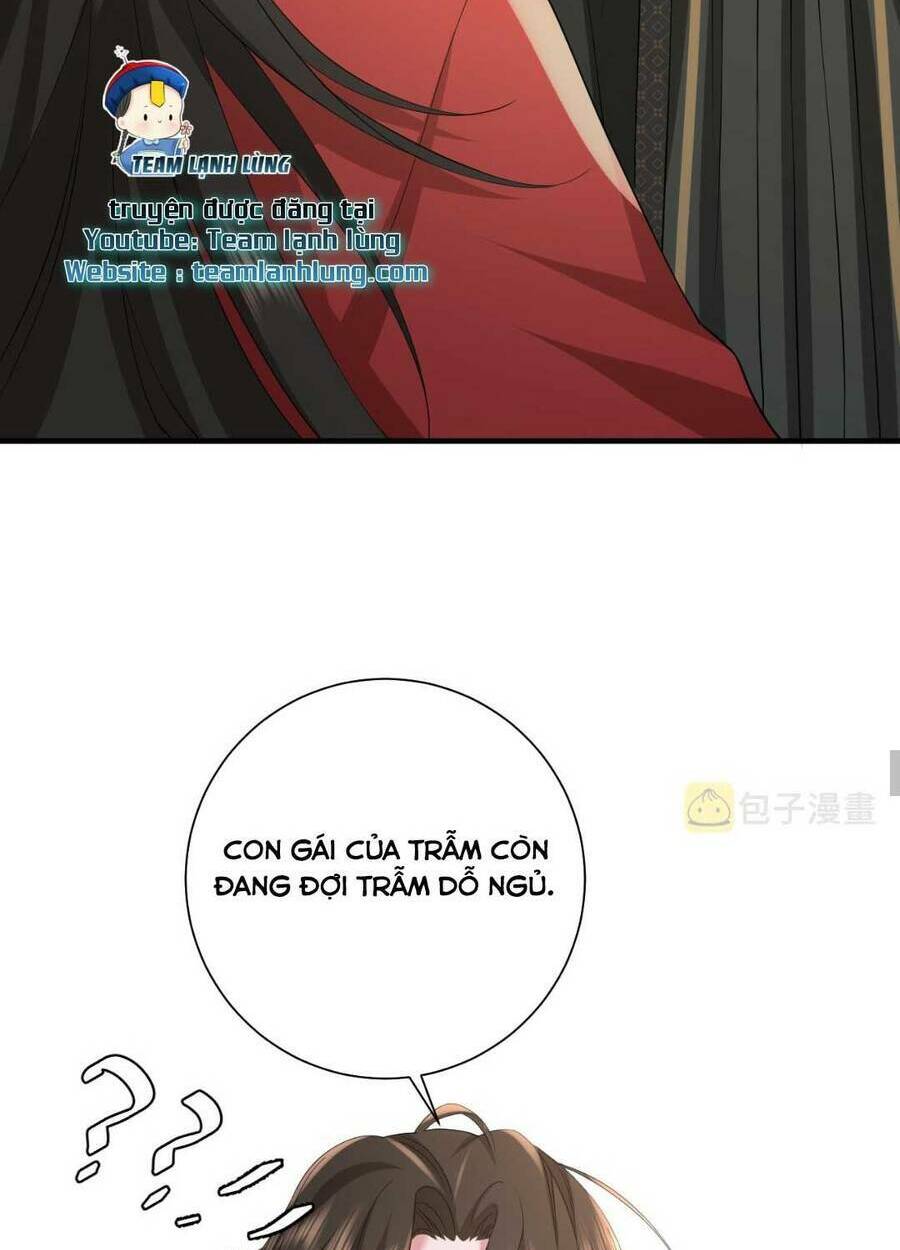 TEAM LẠNH LÙNG
truyện được đăng tại
Youtube: Team lạnh lùng
Website : teamlanhlung.com
包子漫畫
CON GÁI CỦA TRẪM CÒN
ĐANG ĐỢI TRẪM DỖ NGỦ.
??